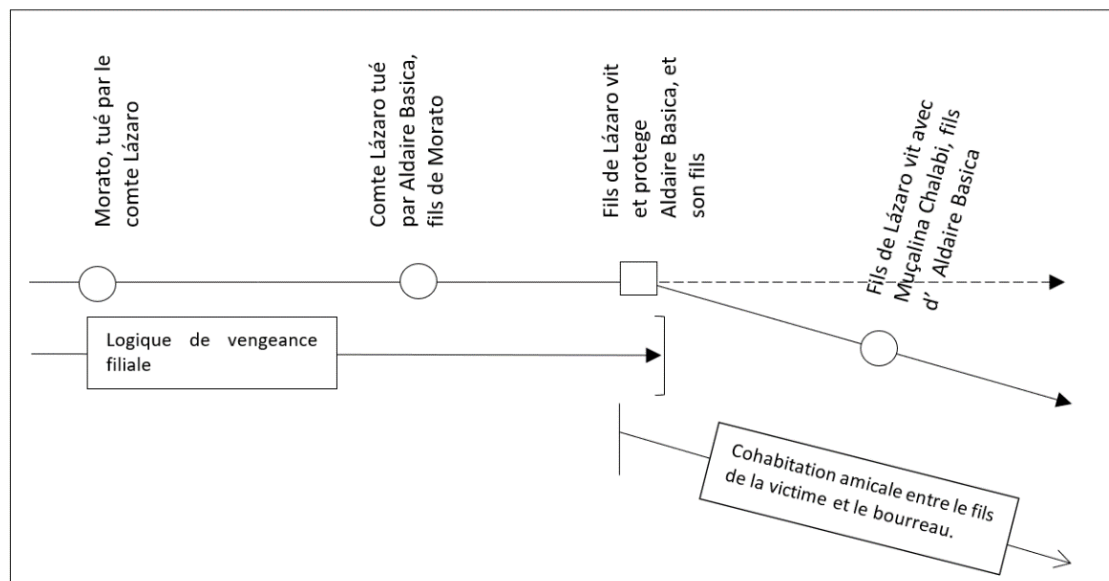 Morato, tué par le
comte Lázaro
Comte Lázaro tué
par Aldaire Basica,
fils de Morato
Fils de Lázaro vit
et protege
Aldaire Basica, et
son fils
Fils de Lázaro vit avec
Muçalina Chalabi, fils
d’ Aldaire Basica
Logique de vengeance
filiale
Cohabitation amicale entre le fils
de la victime et le bourreau.